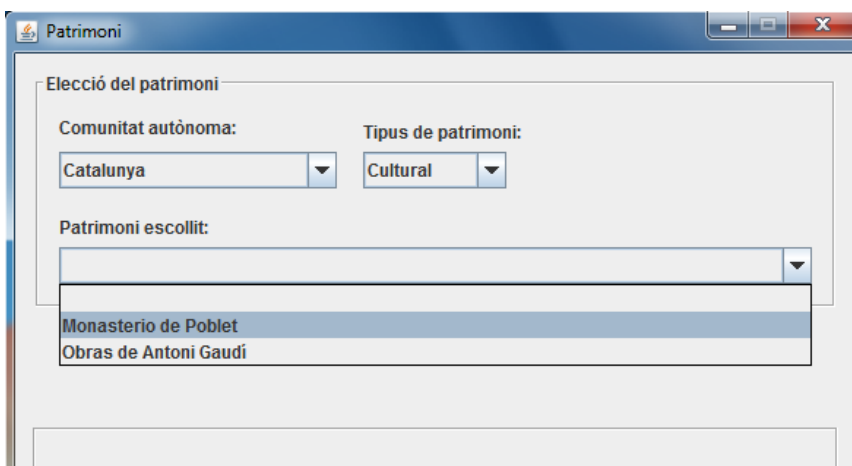 Patrimoni
Elecció del patrimoni
Comunitat autònoma:
Tipus de patrimoni:
Catalunya
Cultural
Patrimoni escollit:
Monasterio de Poblet
Obras de Antoni Gaudí